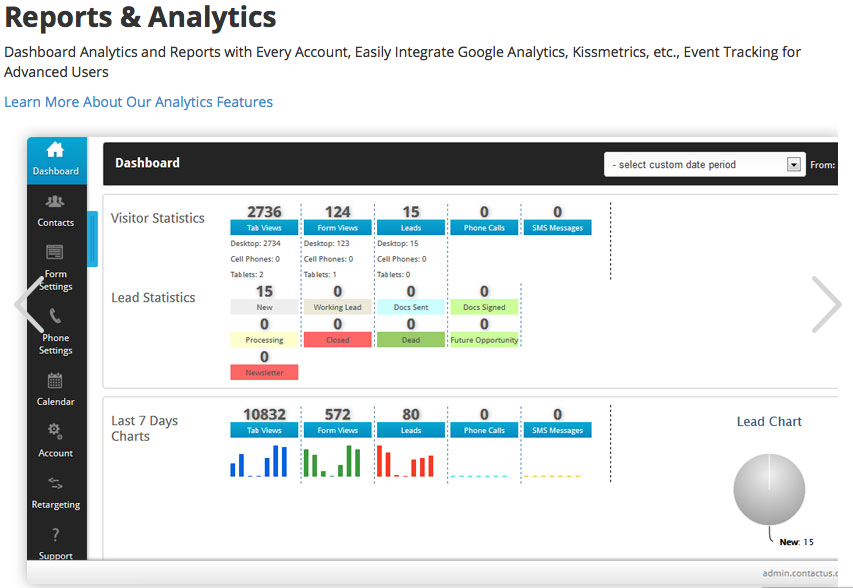 Reports & Analytics
Dashboard Analytics and Reports with Every Account, Easily Integrate Google Analytics, Kissmetrics, etc., Event Tracking for
Advanced Users
Learn More About Our Analytics Features
Dashboard
Contacts
Form
Settings
Phone
Settings
Calendar
Account
Retargeting
?
Support
Dashboard
- select custom date period
From:
Visitor Statistics
2736 124 15 0 0
Tab Views Form Views Leads Phone Calls SMS Messages
Desktop: 2734 Desktop: 123 Desktop: 15
Cell Phones: 0 Cell Phones: 0 Cell Phones: 0
Tablets: 2 Tablets: 1 Tablets: 0
Lead Statistics
15 0 0 0
New Working Lead Docs Sent Docs Signed
0 0 0 0
Processing Closed Dead Future Opportunity
0
Newsletter
Last 7 Days
Charts
10832 572 80 0 0
Tab Views Form Views Leads Phone Calls SMS Messages
Lead Chart
New: 15
admin.contactus.c